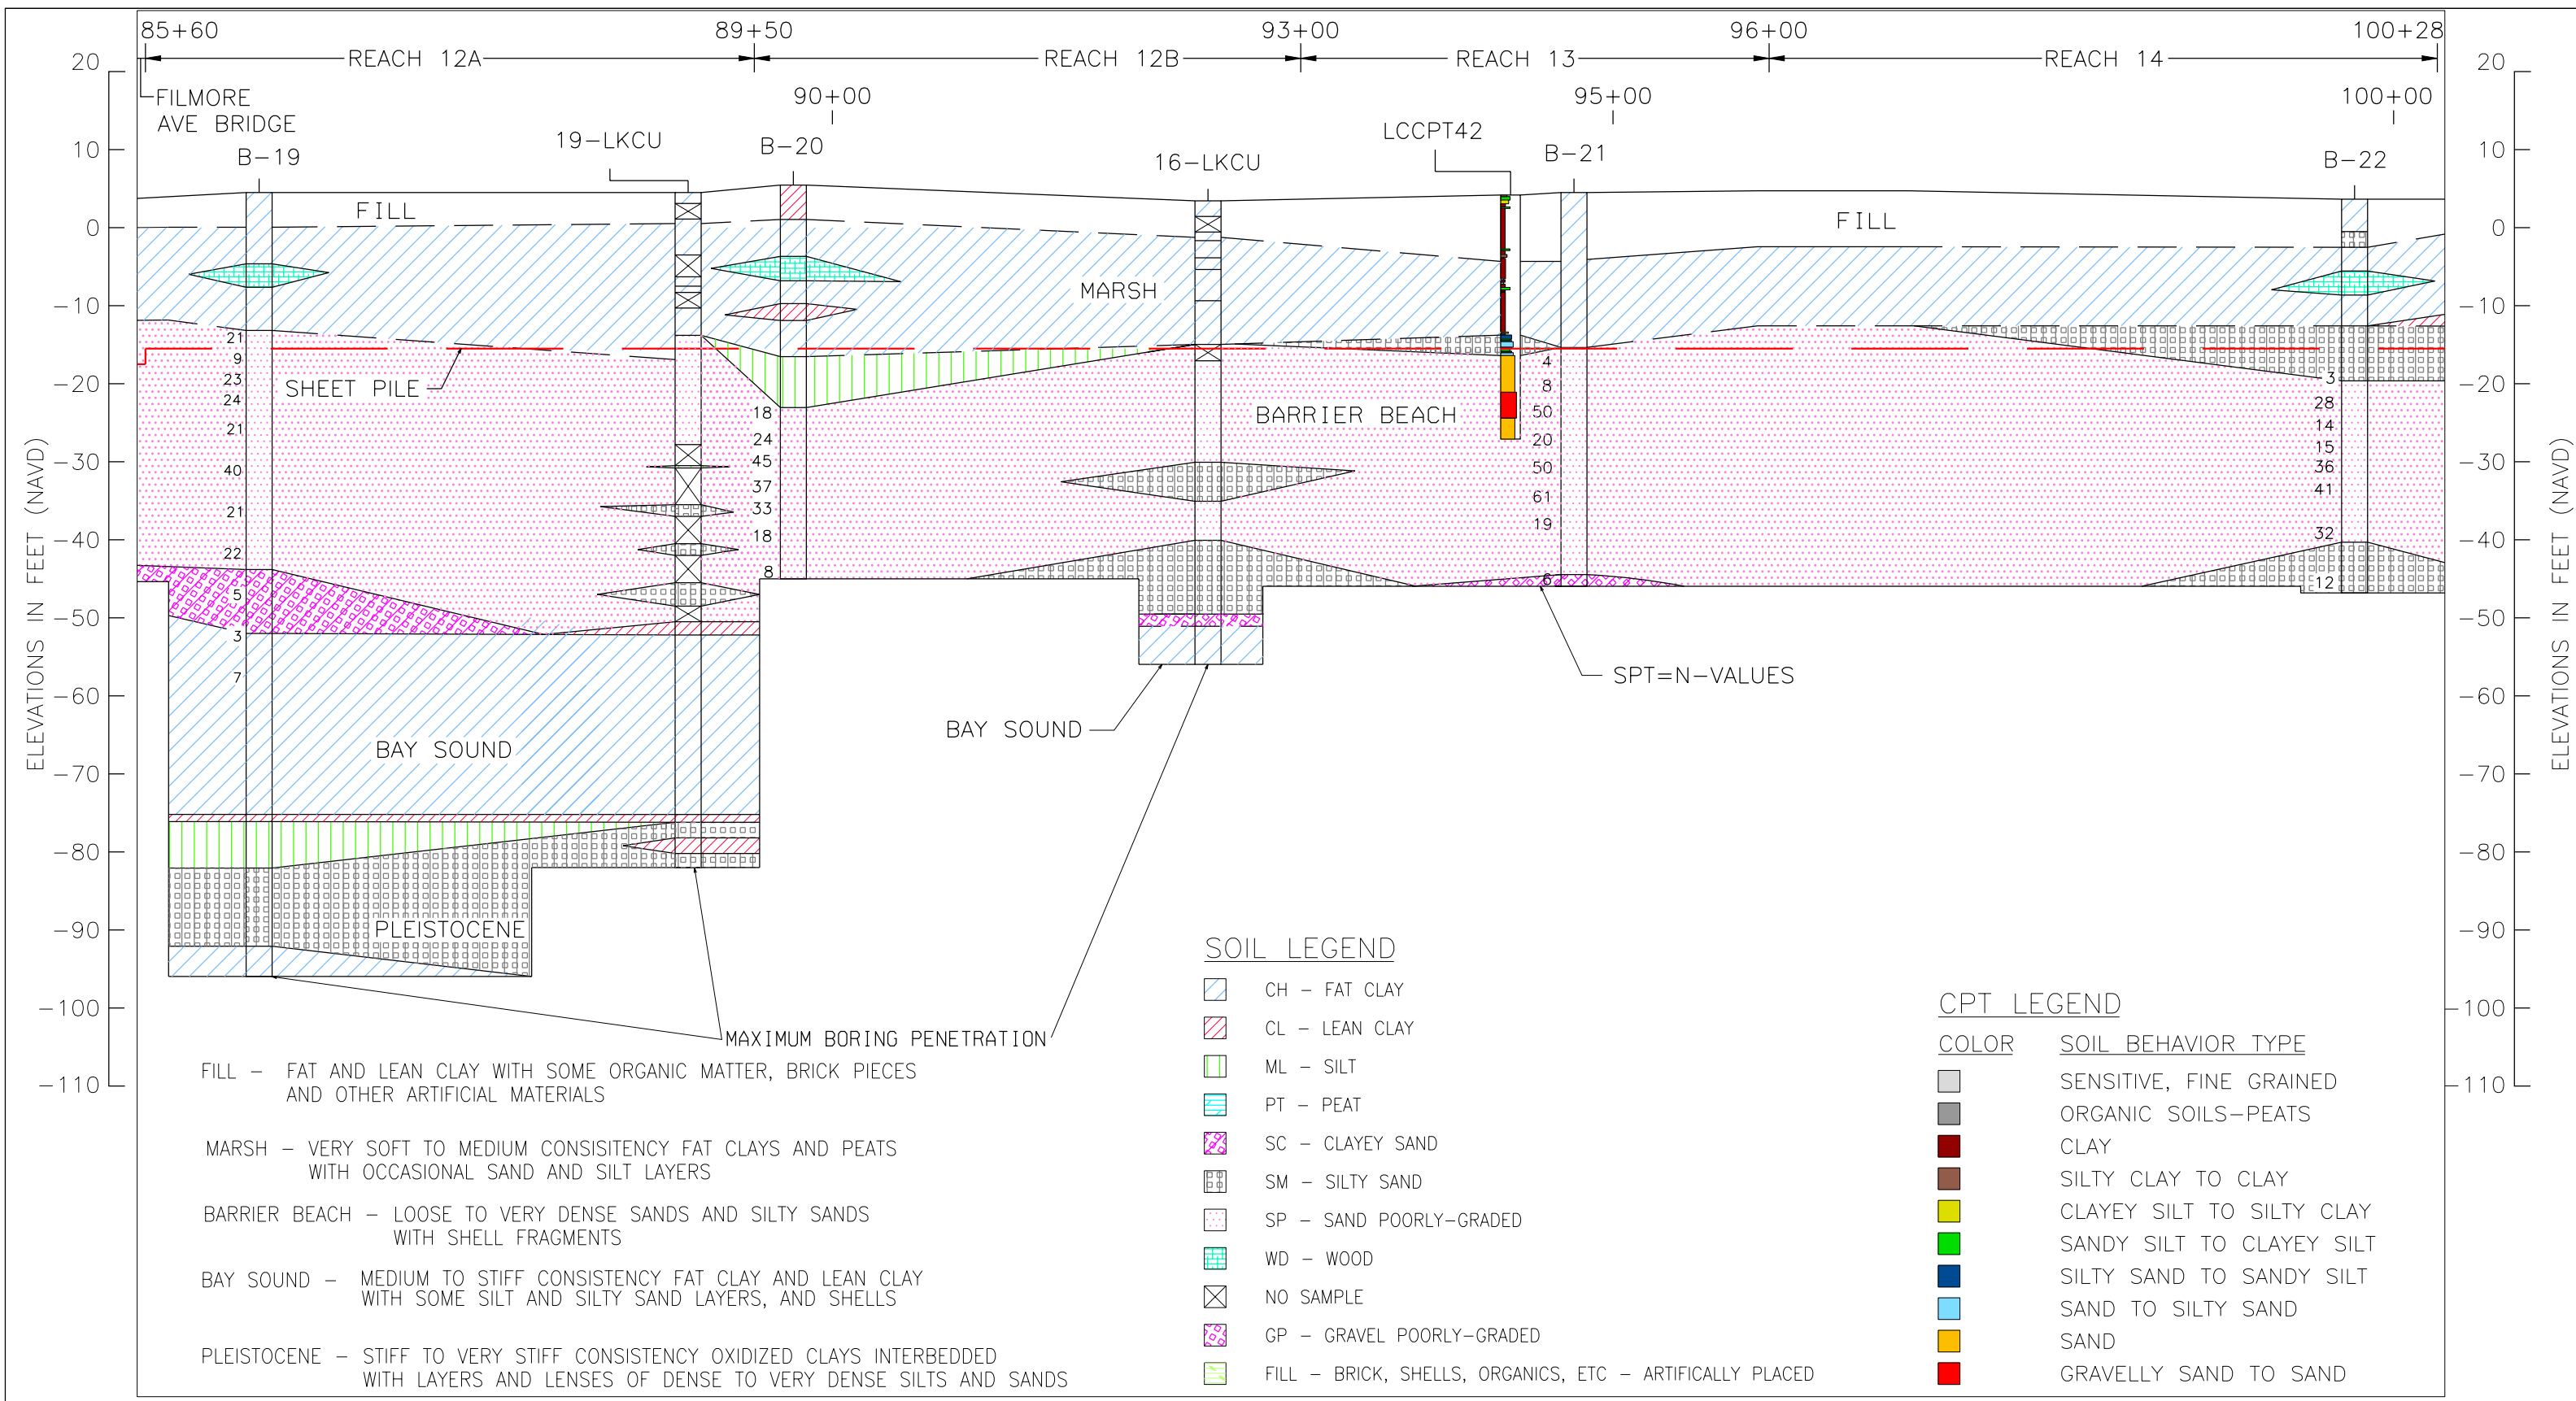 85+60
89+50
93+00
96+00
100+28
REACH 12A
REACH 12B
REACH 13
REACH 14
FILMORE
AVE BRIDGE
90+00
95+00
100+00
B-19
19-LKCU
B-20
16-LKCU
LCCPT42
B-21
B-22
20
10
0
-10
-20
-30
-40
-50
-60
-70
-80
-90
-100
-110
ELEVATIONS IN FEET (NAVD)
FILL
FILL
MARSH
SHEET PILE
BARRIER BEACH
21
9
23
24
21
40
21
22
5
3
7
18
24
45
37
33
18
8
4
8
50
20
50
61
19
6
3
28
14
15
36
41
32
12
SPT=N-VALUES
BAY SOUND
BAY SOUND
PLEISTOCENE
MAXIMUM BORING PENETRATION
20
10
0
-10
-20
-30
-40
-50
-60
-70
-80
-90
-100
-110
ELEVATIONS IN FEET (NAVD)
FILL - FAT AND LEAN CLAY WITH SOME ORGANIC MATTER, BRICK PIECES
AND OTHER ARTIFICIAL MATERIALS
MARSH - VERY SOFT TO MEDIUM CONSISITENCY FAT CLAYS AND PEATS
WITH OCCASIONAL SAND AND SILT LAYERS
BARRIER BEACH - LOOSE TO VERY DENSE SANDS AND SILTY SANDS
WITH SHELL FRAGMENTS
BAY SOUND - MEDIUM TO STIFF CONSISTENCY FAT CLAY AND LEAN CLAY
WITH SOME SILT AND SILTY SAND LAYERS, AND SHELLS
PLEISTOCENE - STIFF TO VERY STIFF CONSISTENCY OXIDIZED CLAYS INTERBEDDED
WITH LAYERS AND LENSES OF DENSE TO VERY DENSE SILTS AND SANDS
SOIL LEGEND
CH - FAT CLAY
CL - LEAN CLAY
ML - SILT
PT - PEAT
SC - CLAYEY SAND
SM - SILTY SAND
SP - SAND POORLY-GRADED
WD - WOOD
NO SAMPLE
GP - GRAVEL POORLY-GRADED
FILL - BRICK, SHELLS, ORGANICS, ETC - ARTIFICALLY PLACED
CPT LEGEND
COLOR SOIL BEHAVIOR TYPE
SENSITIVE, FINE GRAINED
ORGANIC SOILS-PEATS
CLAY
SILTY CLAY TO CLAY
CLAYEY SILT TO SILTY CLAY
SANDY SILT TO CLAYEY SILT
SILTY SAND TO SANDY SILT
SAND TO SILTY SAND
SAND
GRAVELLY SAND TO SAND